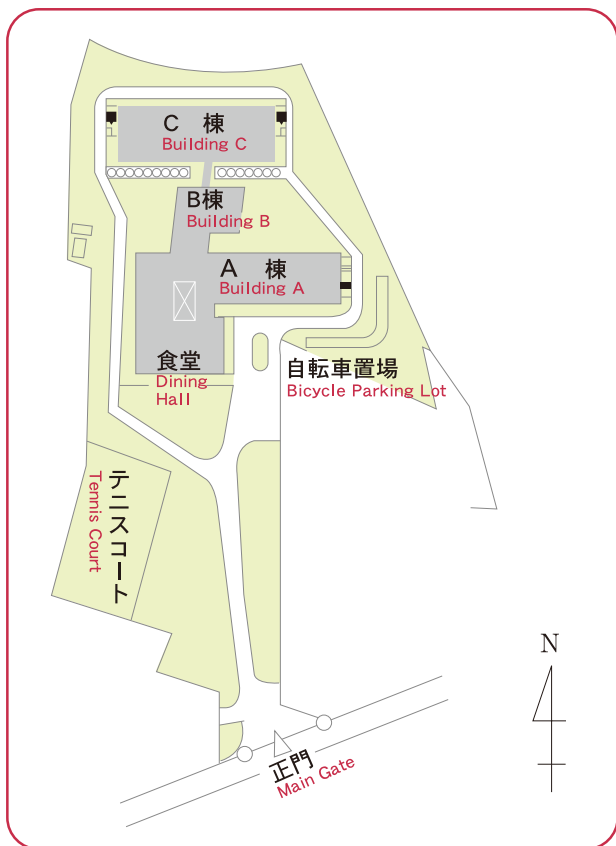 C 棟
Building C
B棟
Building B
A 棟
Building A
食堂
Dining
Hall
自転車置場
Bicycle Parking Lot
テニスコート
Tennis Court
N
正門
Main Gate